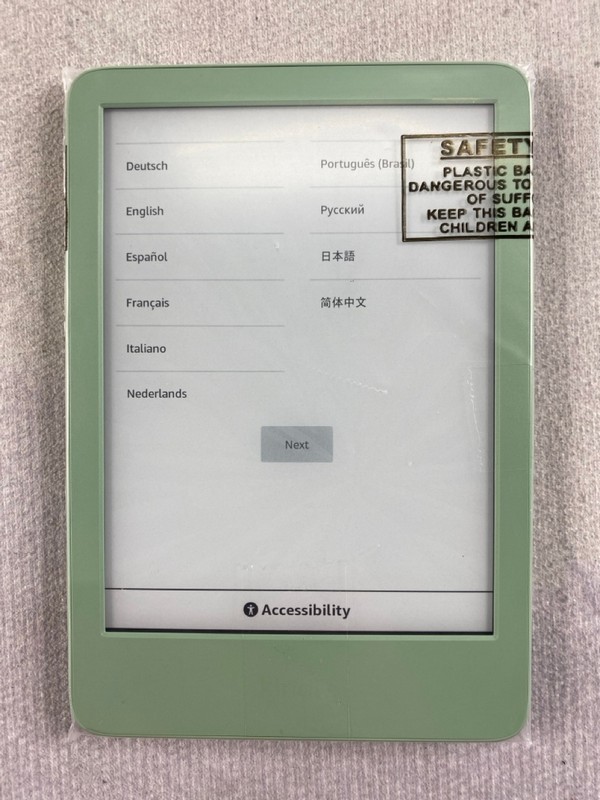 Deutsch
English
Español
Français
Italiano
Nederlands
Português (Brasil)
Русский
日本語
简体中文
Next
Accessibility
SAFETY
PLASTIC BA
DANGEROUS TO
OF SUFF
KEEP THIS BA
CHILDREN A